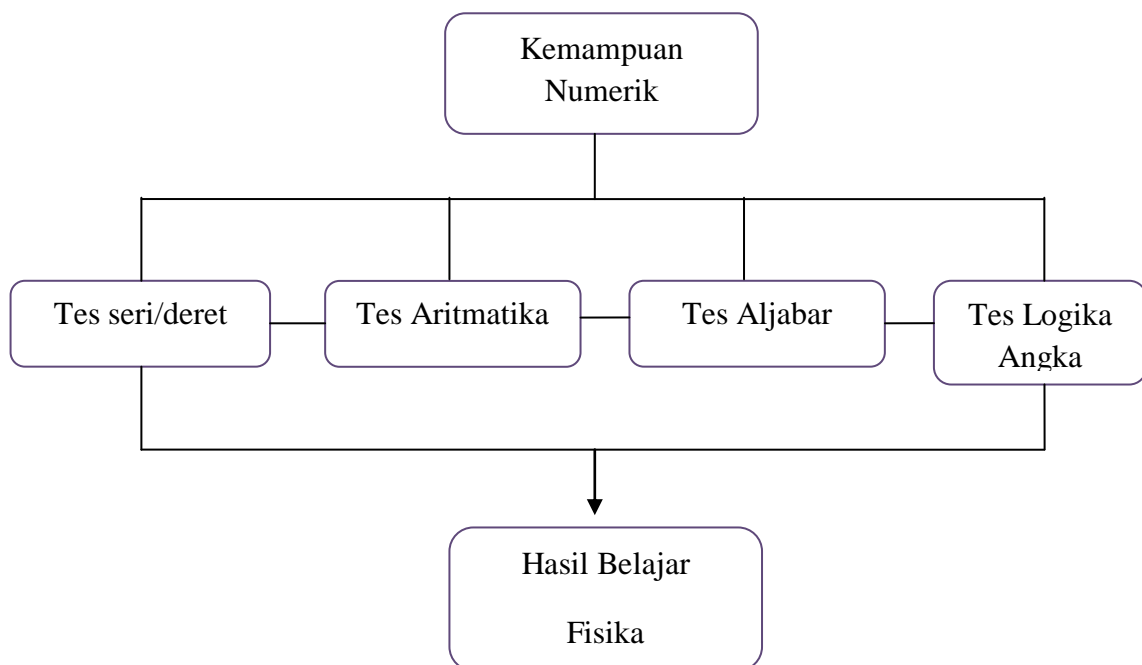 Kemampuan
Numerik
Tes seri/deret
Tes Aritmatika
Tes Aljabar
Tes Logika
Angka
Hasil Belajar
Fisika